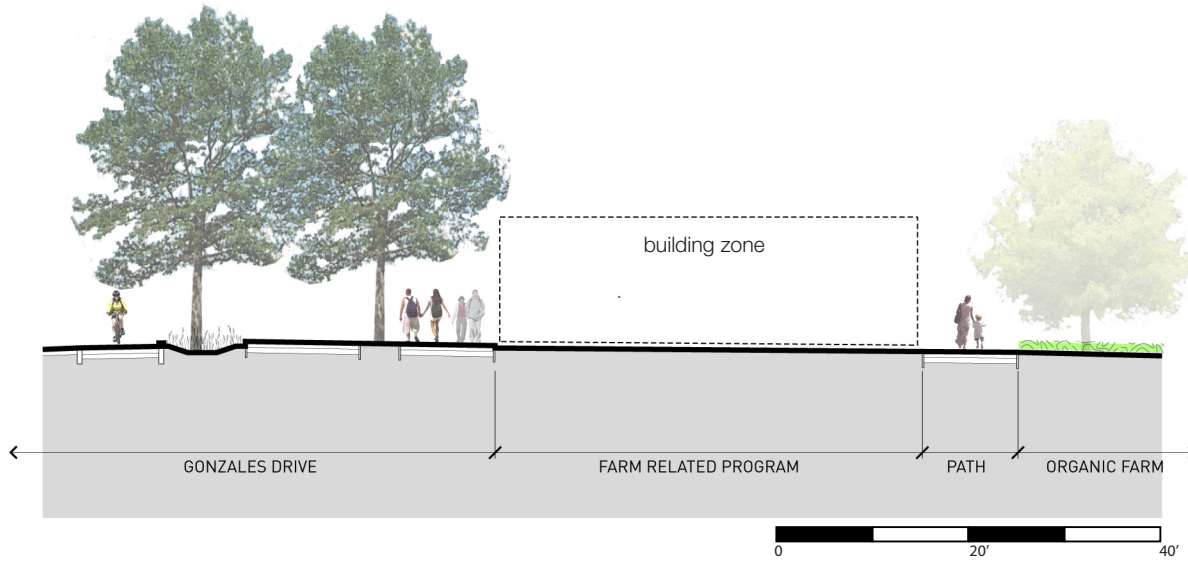 building zone
GONZALES DRIVE
FARM RELATED PROGRAM
PATH
ORGANIC FARM
0
20’
40’